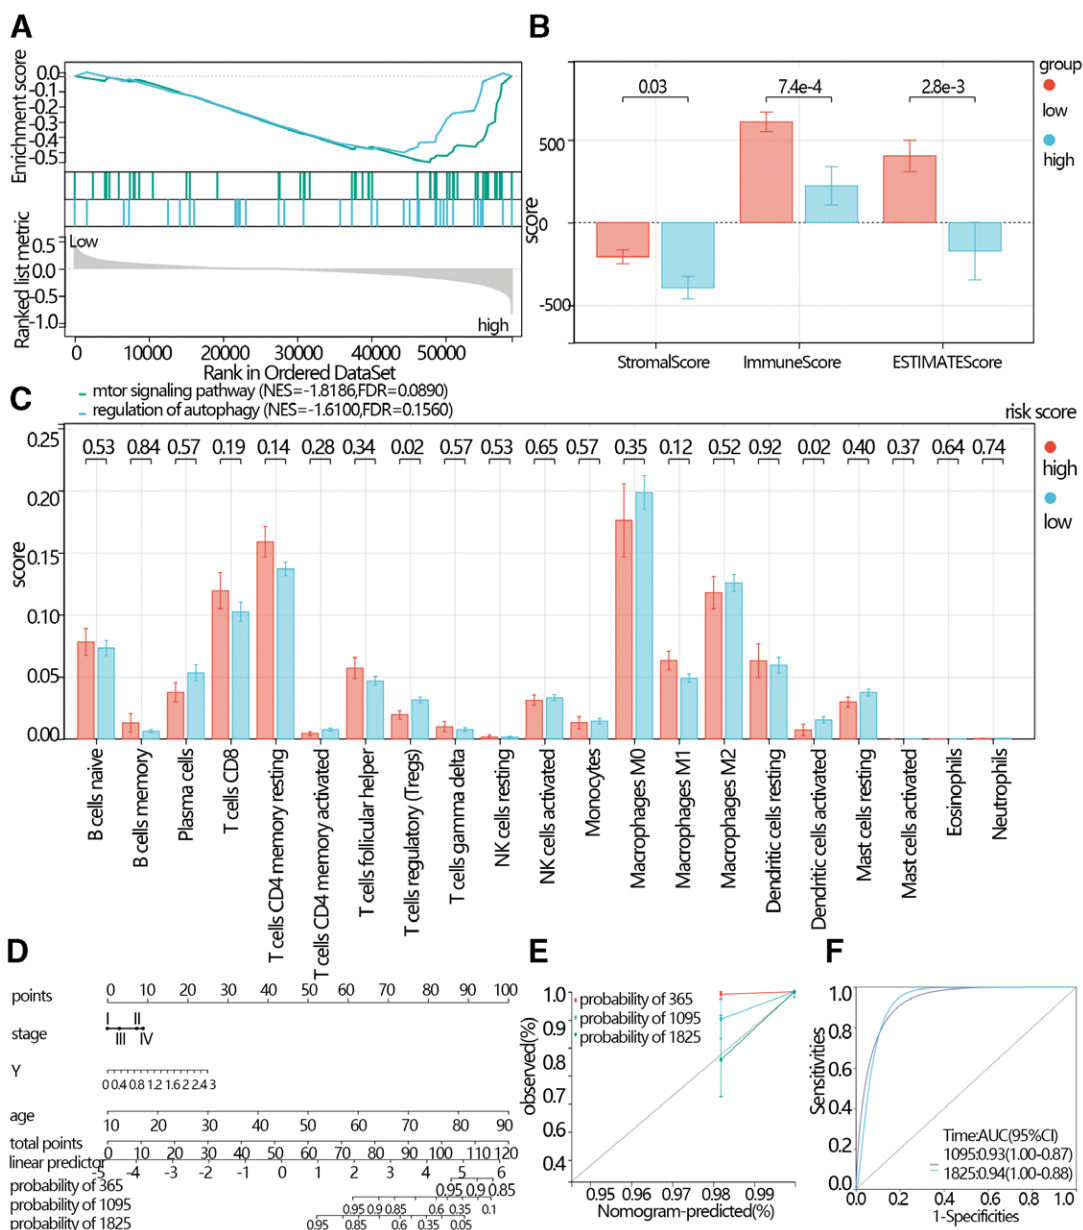 A
Enrichment score
0.0
-0.1
-0.2
-0.3
-0.4
-0.5
Ranked list metric
0.5
0.0
-0.5
-1.0
Low
high
0 10000 20000 30000 40000 50000
Rank in Ordered DataSet
mtor signaling pathway (NES=-1.8186,FDR=0.0890)
regulation of autophagy (NES=-1.6100,FDR=0.1560)
B
score
500
0
-500
0.03 7.4e-4 2.8e-3
StromalScore ImmuneScore ESTIMATEScore
group
low
high
C
risk score
high
low
score
0.25
0.20
0.15
0.10
0.05
0.00
0.53 0.84 0.57 0.19 0.14 0.28 0.34 0.02 0.57 0.53 0.65 0.57 0.35 0.12 0.52 0.92 0.02 0.40 0.37 0.64 0.74
B cells naive
B cells memory
Plasma cells
T cells CD8
T cells CD4 memory resting
T cells CD4 memory activated
T cells follicular helper
T cells regulatory (Tregs)
T cells gamma delta
NK cells resting
NK cells activated
Monocytes
Macrophages M0
Macrophages M1
Macrophages M2
Dendritic cells resting
Dendritic cells activated
Mast cells resting
Mast cells activated
Eosinophils
Neutrophils
D
points 0 10 20 30 40 50 60 70 80 90 100
stage I II
III IV
Y
0 0.4 0.8 1.2 1.6 2 2.4 3
age
10 20 30 40 50 60 70 80 90
total points
0 10 20 30 40 50 60 70 80 90 100 110 120
linear predictor
-5 -4 -3 -2 -1 0 1 2 3 4 5 6
probability of 365 0.95 0.9 0.85
probability of 1095 0.95 0.9 0.85 0.6 0.35 0.1
probability of 1825 0.95 0.85 0.6 0.35 0.05
E
observed(%)
1.0
0.9
0.8
0.7
0.6
0.5
0.4
probability of 365
probability of 1095
probability of 1825
0.95 0.96 0.97 0.98 0.99
Nomogram-predicted(%)
F
Sensitivities
1.0
0.8
0.6
0.4
0.2
0.0
Time:AUC(95%CI)
1095:0.93(1.00-0.87)
1825:0.94(1.00-0.88)
0.0 0.2 0.4 0.6 0.8 1.0
1-Specificities